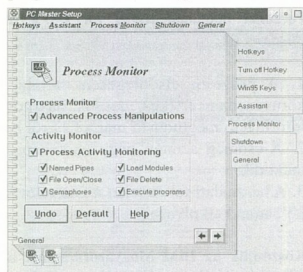 PC Master Setup
Hotkeys Assistant Process Monitor Shutdown General
Process Monitor
Process Monitor
Advanced Process Manipulations
Activity Monitor
Process Activity Monitoring
Named Pipes Load Modules
File Open/Close File Delete
Semaphores Execute programs
Undo Default Help
General
Hotkeys
Turn off Hotkey
Win95 Keys
Assistant
Process Monitor
Shutdown
General